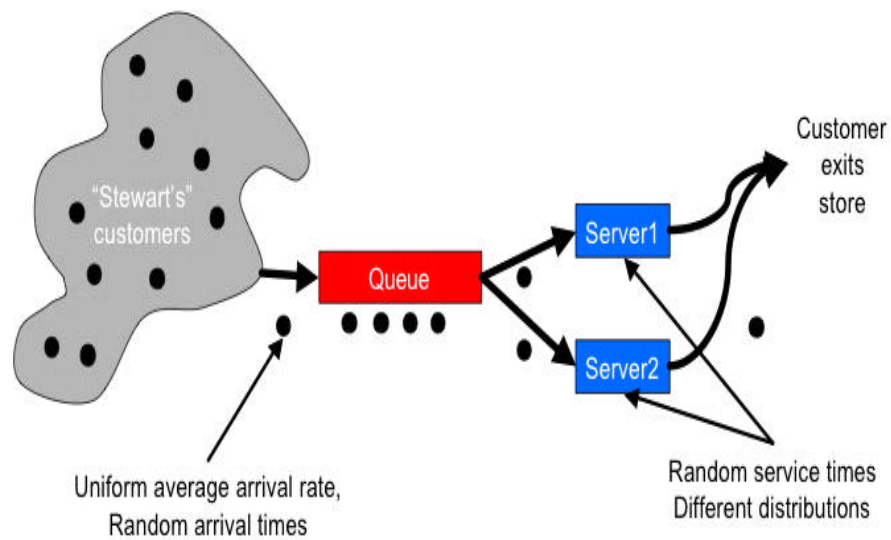 "Stewart's"
customers
Queue
Server1
Server2
Customer
exits
store
Uniform average arrival rate,
Random arrival times
Random service times
Different distributions